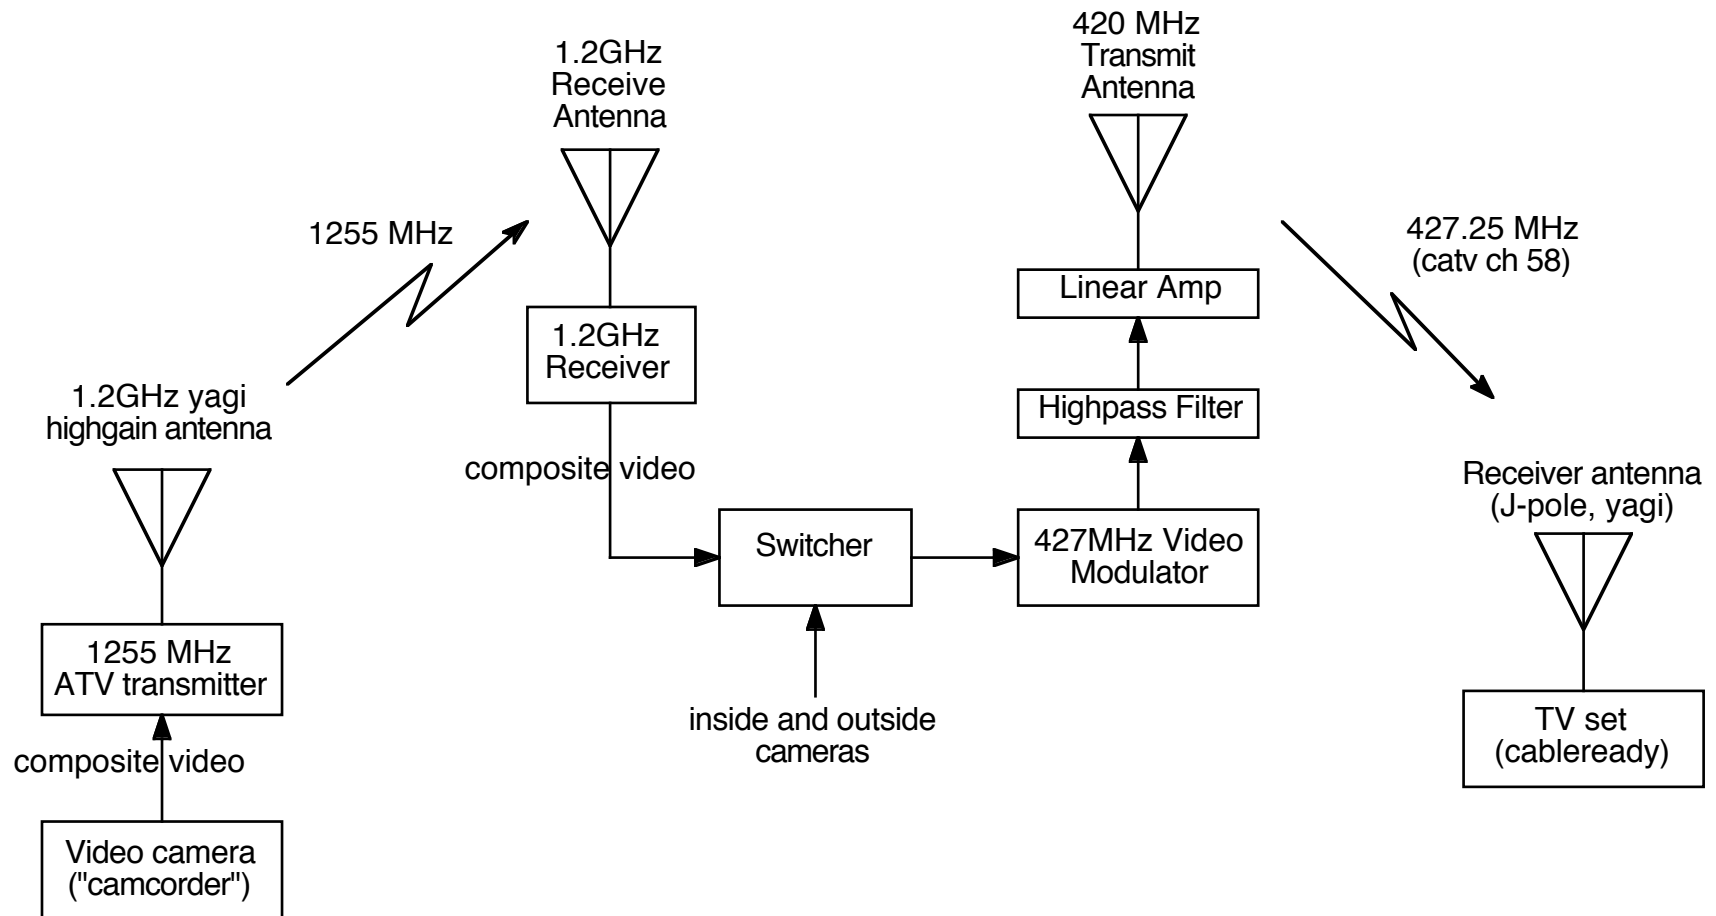 420 MHz
Transmit
Antenna
1.2GHz
Receive
Antenna
1255 MHz
427.25 MHz
(catv ch 58)
Linear Amp
1.2GHz
Receiver
1.2GHz yagi
highgain antenna
Highpass Filter
composite video
Receiver antenna
(J-pole, yagi)
Switcher
427MHz Video
Modulator
1255 MHz
ATV transmitter
inside and outside
cameras
TV set
(cableready)
composite video
Video camera
("camcorder")